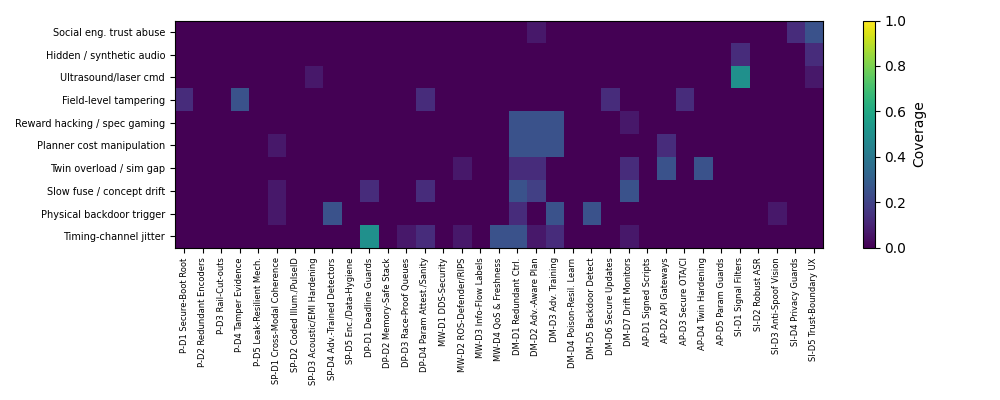 Social eng. trust abuse
Hidden / synthetic audio
Ultrasound/laser cmd
Field-level tampering
Reward hacking / spec gaming
Planner cost manipulation
Twin overload / sim gap
Slow fuse / concept drift
Physical backdoor trigger
Timing-channel jitter
P-D1 Secure-Boot Root
P-D2 Redundant Encoders
P-D3 Rail-Cut-outs
P-D4 Tamper Evidence
P-D5 Leak-Resilient Mech.
SP-D1 Cross-Modal Coherence
SP-D2 Coded Illum./PulseID
SP-D3 Acoustic/EMI Hardening
SP-D4 Adv.-Trained Detectors
SP-D5 Enc./Data-Hygiene
DP-D1 Deadline Guards
DP-D2 Memory-Safe Stack
DP-D3 Race-Proof Queues
DP-D4 Param Attest./Sanity
MW-D1 DDS-Security
MW-D2 ROS-Defender/RIPS
MW-D3 Info-Flow Labels
MW-D4 QoS & Freshness
DM-D1 Redundant Ctrl.
DM-D2 Adv.-Aware Plan
DM-D3 Adv. Training
DM-D4 Poison-Resil. Learn
DM-D5 Backdoor Detect
DM-D6 Secure Updates
DM-D7 Drift Monitors
AP-D1 Signed Scripts
AP-D2 API Gateways
AP-D3 Secure OTA/CI
AP-D4 Twin Hardening
AP-D5 Param Guards
SI-D1 Signal Filters
SI-D2 Robust ASR
SI-D3 Anti-Spoof Vision
SI-D4 Privacy Guards
SI-D5 Trust-Boundary UX
1.0
0.8
0.6
0.4
0.2
0.0
Coverage